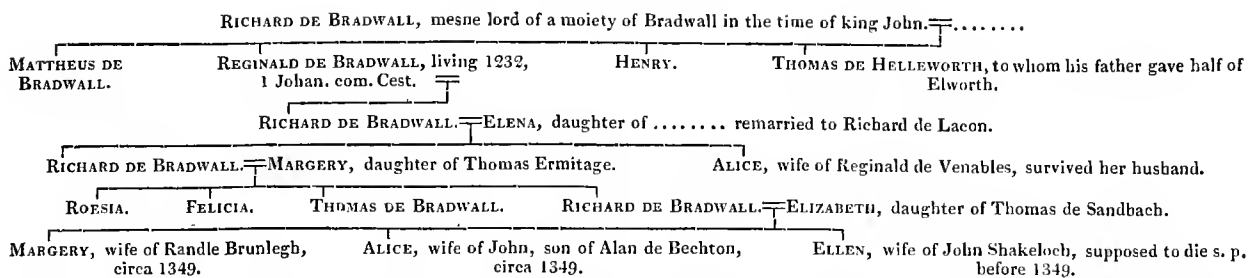 RICHARD DE BRADWALL, mesne lord of a moiety of Bradwall in the time of king John. ........
MATTHEUS DE BRADWALL.
REGINALD DE BRADWALL, living 1232,
1 Johan. com. Cest.
HENRY.
THOMAS DE HELLEWORTH, to whom his father gave half of
Elworth.
RICHARD DE BRADWALL. ELENA, daughter of ........ remarried to Richard de Lacon.
RICHARD DE BRADWALL. MARGERY, daughter of Thomas Ermitage.
ALICE, wife of Reginald de Venables, survived her husband.
ROESIA. FELICIA. THOMAS DE BRADWALL. RICHARD DE BRADWALL. ELIZABETH, daughter of Thomas de Sandbach.
MARGERY, wife of Randle Brunlegh,
circa 1349.
ALICE, wife of John, son of Alan de Bechton,
circa 1349.
ELLEN, wife of John Shakeloch, supposed to die s. p.
before 1349.